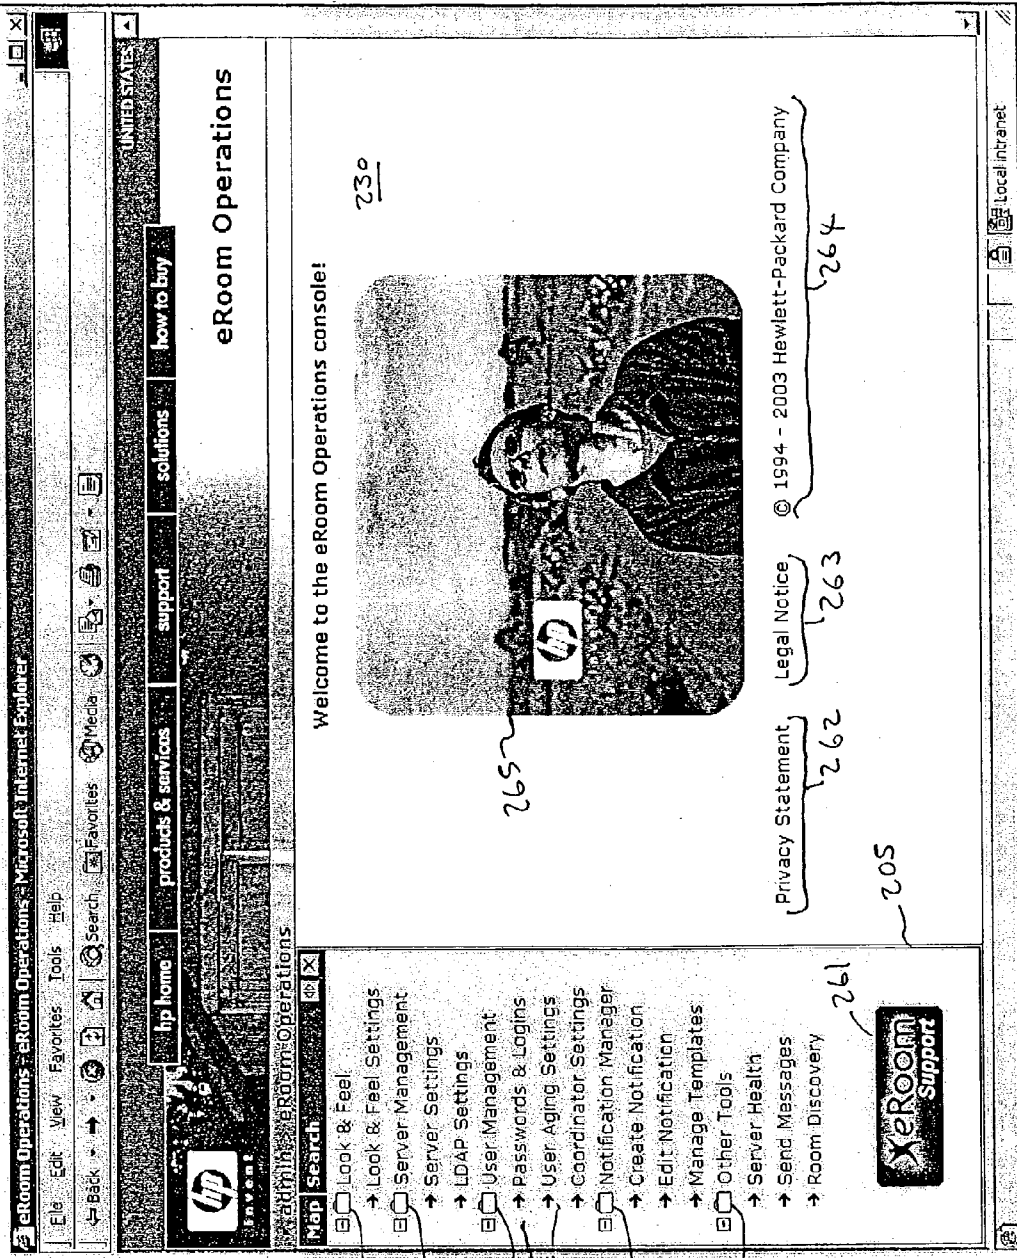 eRoom Operations - eRoom Operations - Microsoft Internet Explorer
File Edit View Favorites Tools Help
Back Search Favorites Media
UNITED STATES
hp home products & services support solutions how to buy
hp
invent
eRoom Operations
admin: eRoomOperations
Map Search
Look & Feel
Look & Feel Settings
Server Management
Server Settings
LDAP Settings
User Management
Passwords & Logins
User Aging Settings
Coordinator Settings
Notification Manager
Create Notification
Edit Notification
Manage Templates
Other Tools
Server Health
Send Messages
Room Discovery
eRoom
Support
261
205
Welcome to the eRoom Operations console!
230
265
hp
Privacy Statement Legal Notice © 1994 - 2003 Hewlett-Packard Company
262 263 264
Local intranet